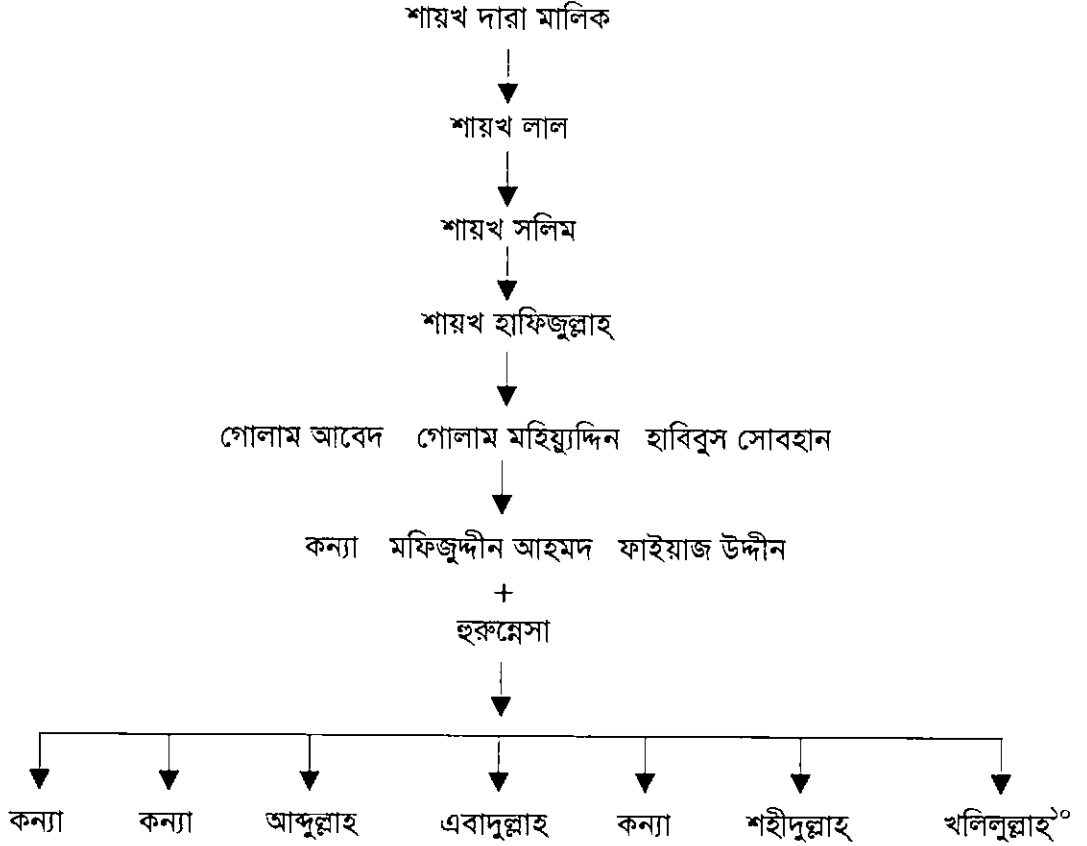 শায়খ দারা মালিক
শায়খ লাল
শায়খ সলিম
শায়খ হাফিজুল্লাহ্
গোলাম আবেদ গোলাম মহিয়্যুদ্দিন হাবিবুস সোবহান
কন্যা মফিজুদ্দীন আহমদ ফাইয়াজ উদ্দীন
+
হুরুন্নেসা
কন্যা কন্যা আব্দুল্লাহ এবাদুল্লাহ কন্যা শহীদুল্লাহ্ খলিলুল্লাহ্১০